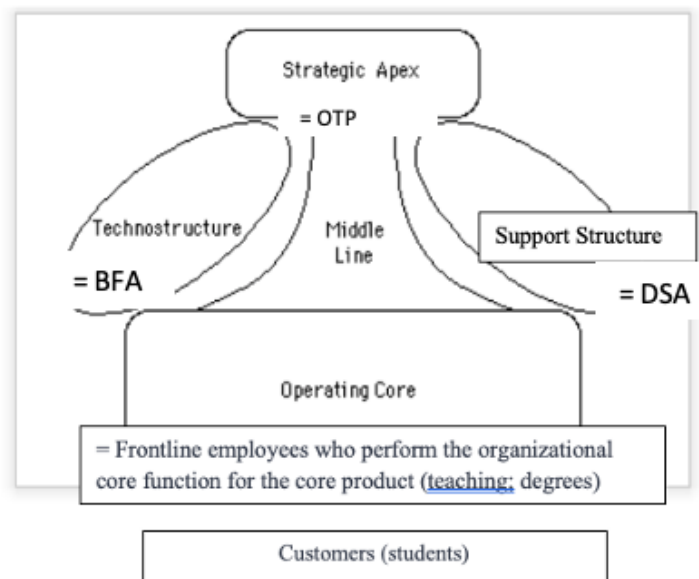 Strategic Apex
= OTP
Technostructure
Middle
Line
Support Structure
= BFA
= DSA
Operating Core
= Frontline employees who perform the organizational
core function for the core product (teaching; degrees)
Customers (students)